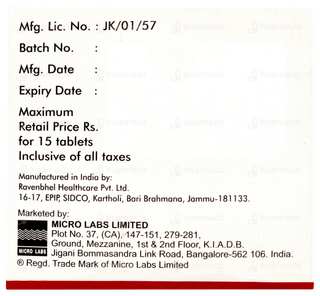 Mfg. Lic. No. : JK/01/57
Batch No. :
Mfg. Date :
Expiry Date :
Maximum
Retail Price Rs.
for 15 tablets
Inclusive of all taxes
Manufactured in India by:
Ravenbhel Healthcare Pvt. Ltd.
16-17, EPIP, SIDCO, Kartholi, Bari Brahmana, Jammu-181133.
Marketed by:
MICRO LABS MICRO LABS LIMITED
Plot No. 37, (CA), 147-151, 279-281,
Ground, Mezzanine, 1st & 2nd Floor, K.I.A.D.B.
Jigani Bommasandra Link Road, Bangalore-562 106. India.
® Regd. Trade Mark of Micro Labs Limited